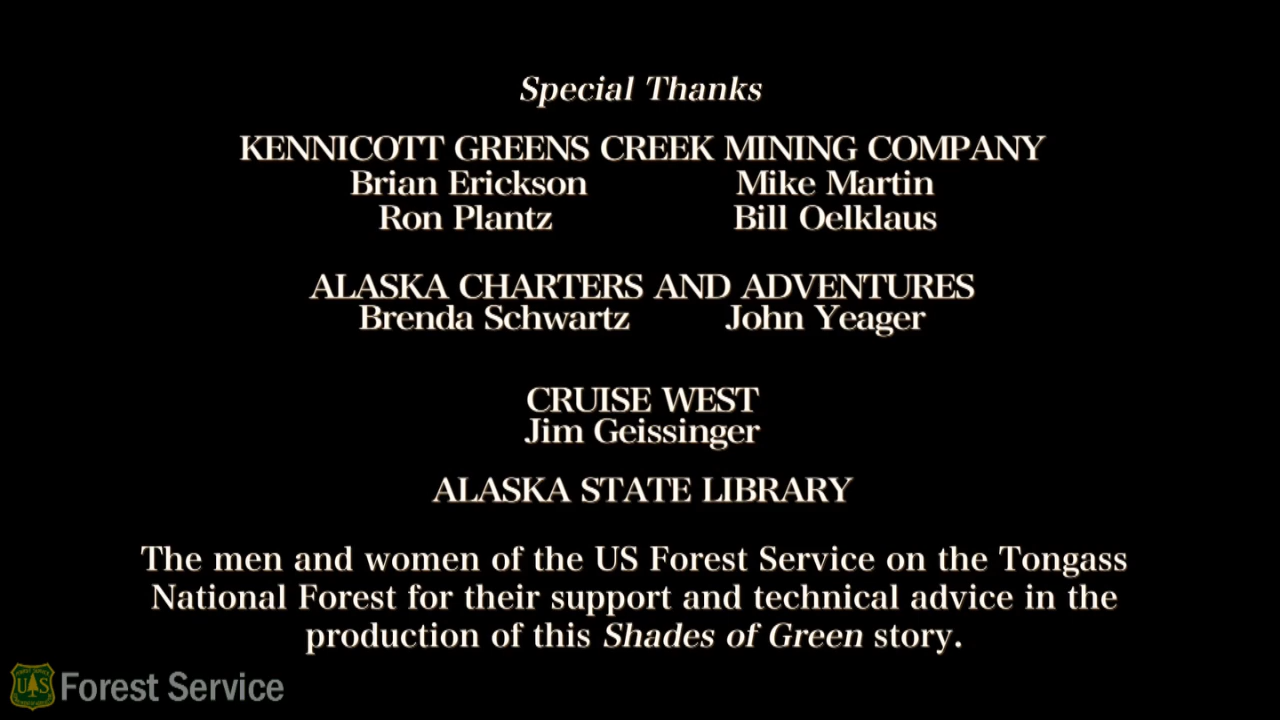 Special Thanks
KENNICOTT GREENS CREEK MINING COMPANY
Brian Erickson Mike Martin
Ron Plantz Bill Oelklaus
ALASKA CHARTERS AND ADVENTURES
Brenda Schwartz John Yeager
CRUISE WEST
Jim Geissinger
ALASKA STATE LIBRARY
The men and women of the US Forest Service on the Tongass
National Forest for their support and technical advice in the
production of this Shades of Green story.
FOREST SERVICE
US
Forest Service